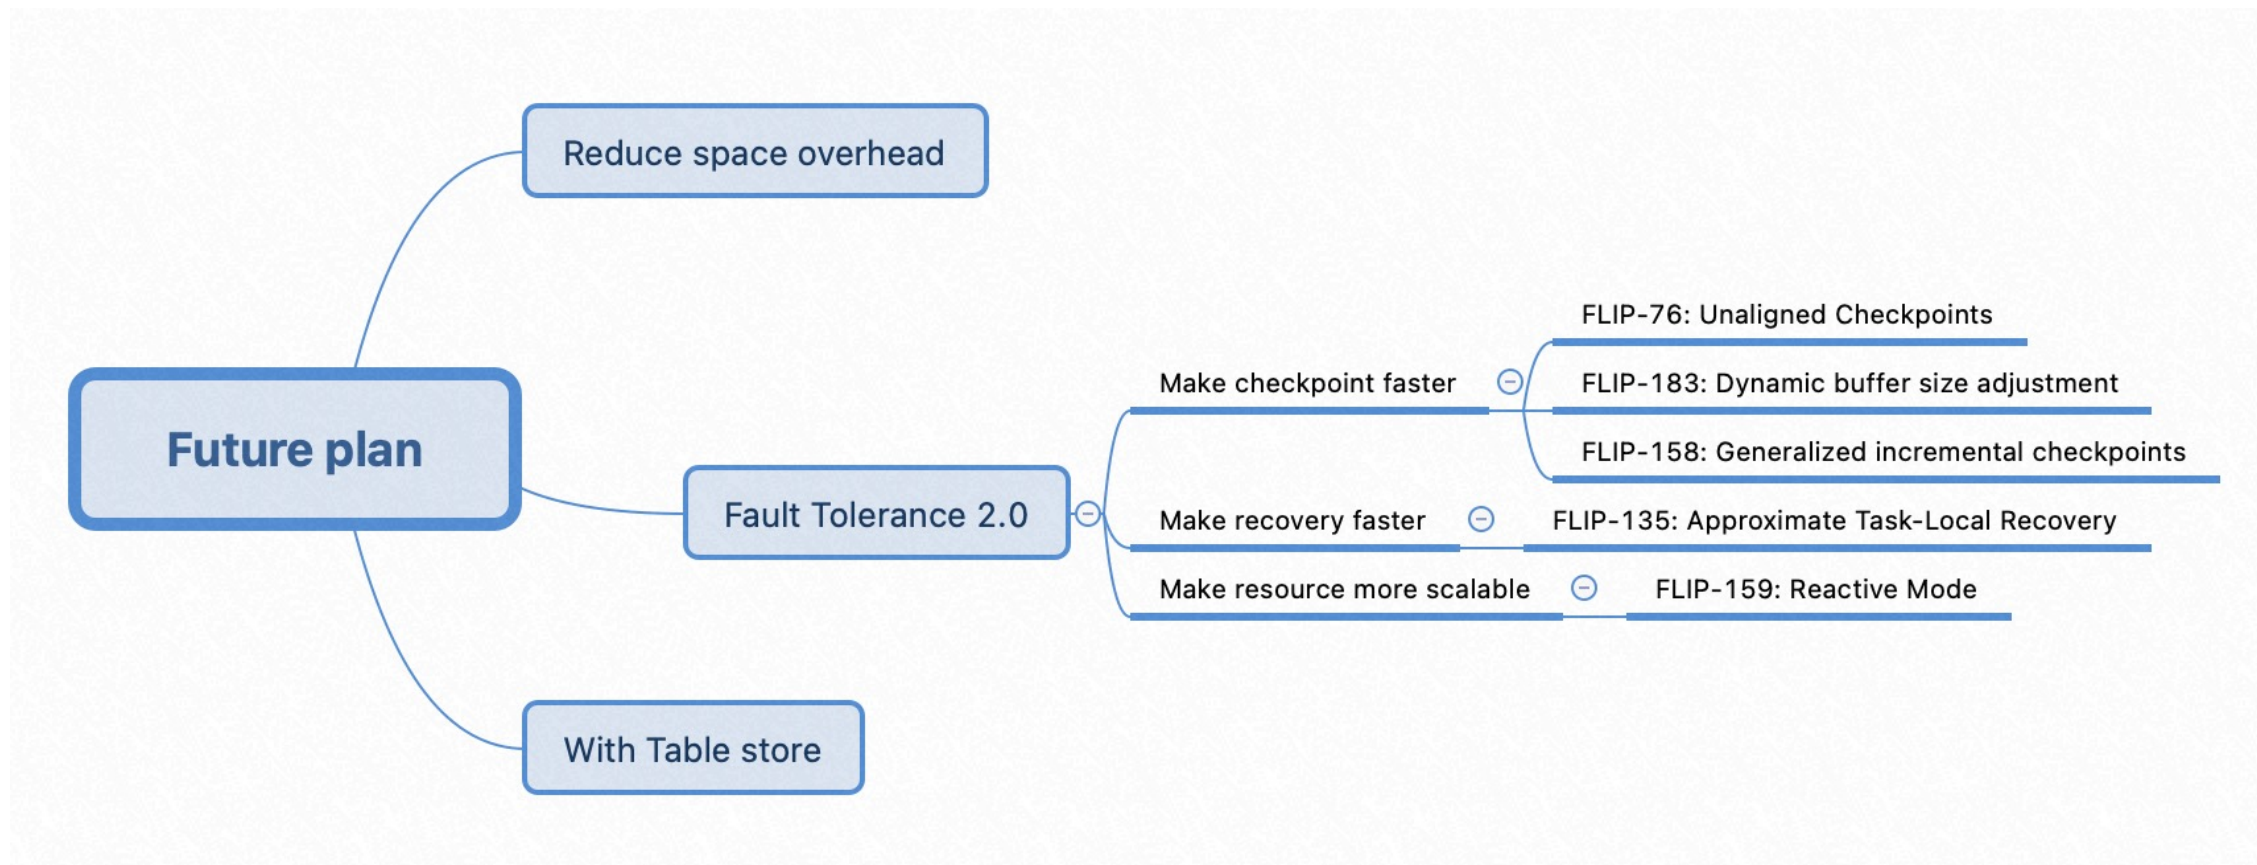 Reduce space overhead
Future plan
Fault Tolerance 2.0
Make checkpoint faster
FLIP-76: Unaligned Checkpoints
FLIP-183: Dynamic buffer size adjustment
FLIP-158: Generalized incremental checkpoints
Make recovery faster
FLIP-135: Approximate Task-Local Recovery
Make resource more scalable
FLIP-159: Reactive Mode
With Table store